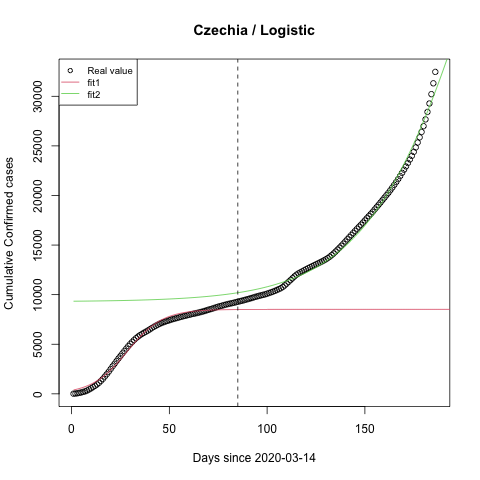 Czechia / Logistic
Real value
fit1
fit2
Cumulative Confirmed cases
30000
25000
20000
15000
10000
5000
0
0 50 100 150
Days since 2020-03-14